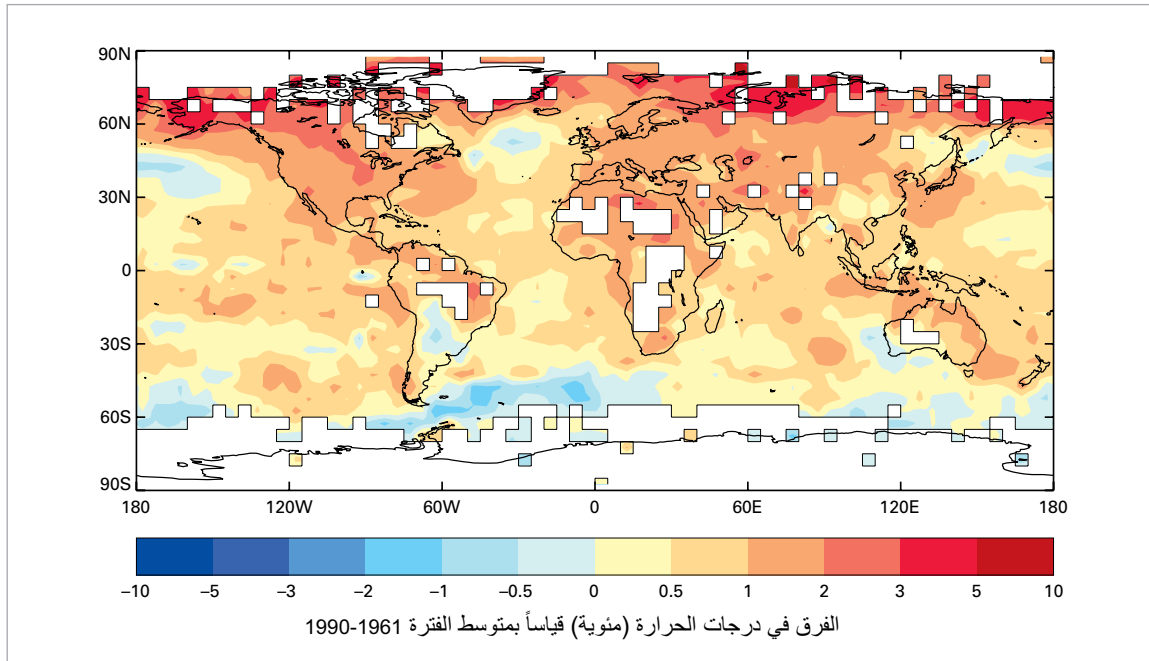 90N
60N
30N
0
30S
60S
90S
180 120W 60W 0 60E 120E 180
–10 –5 –3 –2 –1 –0.5 0 0.5 1 2 3 5 10
الفرق في درجات الحرارة (مئوية) قياساً بمتوسط الفترة 1961-1990